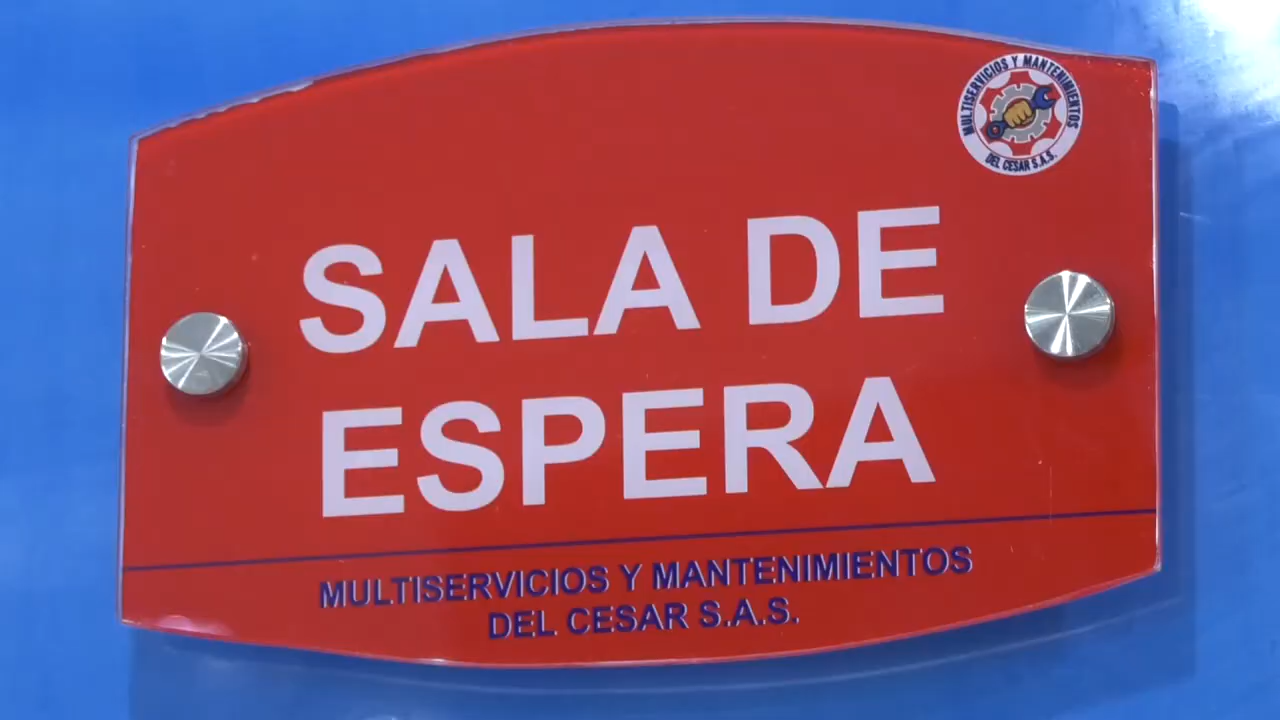 MULTISERVICIOS Y MANTENIMIENTOS
DEL CESAR S.A.S.
SALA DE
ESPERA
MULTISERVICIOS Y MANTENIMIENTOS
DEL CESAR S.A.S.